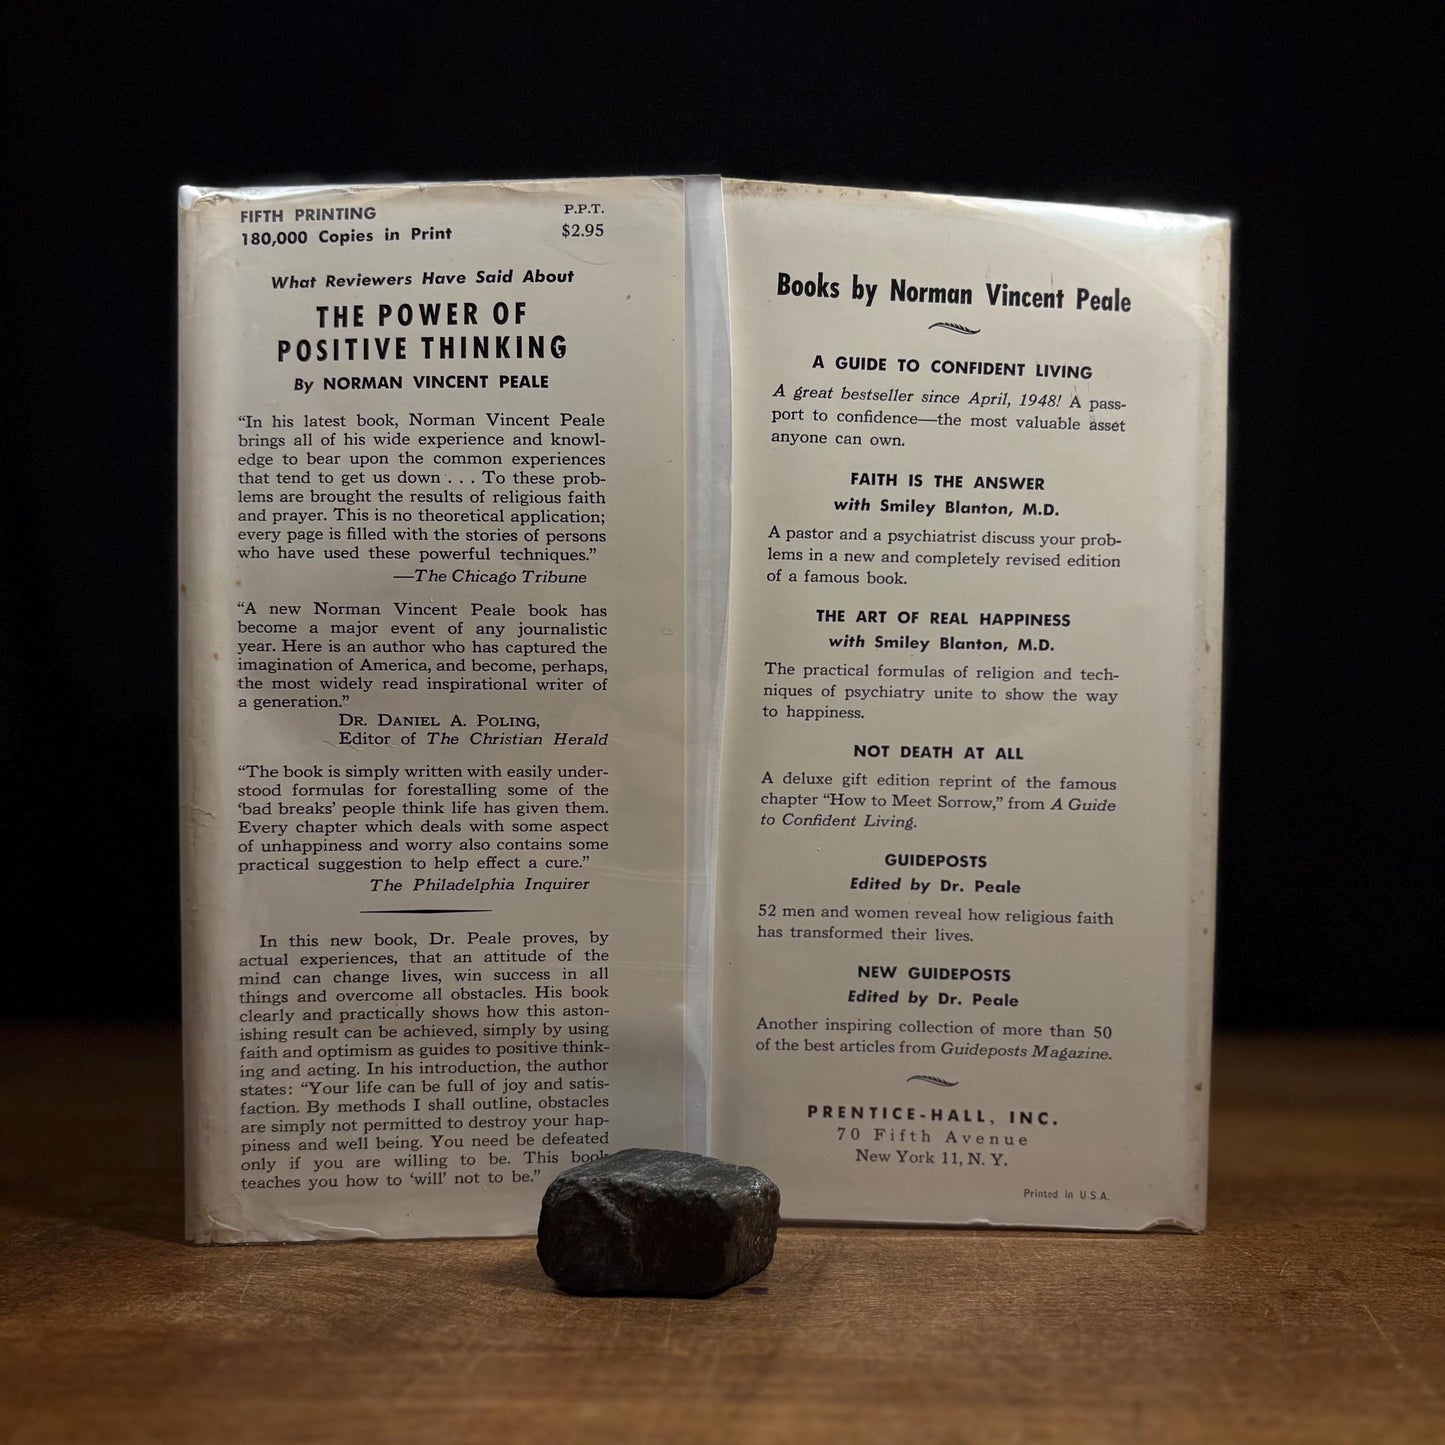 FIFTH PRINTING
180,000 Copies in Print
P.P.T.
$2.95
What Reviewers Have Said About
THE POWER OF
POSITIVE THINKING
By NORMAN VINCENT PEALE
“In his latest book, Norman Vincent Peale
brings all of his wide experience and knowl-
edge to bear upon the common experiences
that tend to get us down . . . To these prob-
lems are brought the results of religious faith
and prayer. This is no theoretical application;
every page is filled with the stories of persons
who have used these powerful techniques.”
—The Chicago Tribune
“A new Norman Vincent Peale book has
become a major event of any journalistic
year. Here is an author who has captured the
imagination of America, and become, perhaps,
the most widely read inspirational writer of
a generation.”
DR. DANIEL A. POLING,
Editor of The Christian Herald
“The book is simply written with easily under-
stood formulas for forestalling some of the
‘bad breaks’ people think life has given them.
Every chapter which deals with some aspect
of unhappiness and worry also contains some
practical suggestion to help effect a cure.”
The Philadelphia Inquirer
In this new book, Dr. Peale proves, by
actual experiences, that an attitude of the
mind can change lives, win success in all
things and overcome all obstacles. His book
clearly and practically shows how this aston-
ishing result can be achieved, simply by using
faith and optimism as guides to positive think-
ing and acting. In his introduction, the author
states: “Your life can be full of joy and satis-
faction. By methods I shall outline, obstacles
are simply not permitted to destroy your hap-
piness and well being. You need be defeated
only if you are willing to be. This book
teaches you how to ‘will’ not to be.”
Books by Norman Vincent Peale
A GUIDE TO CONFIDENT LIVING
A great bestseller since April, 1948! A pass-
port to confidence—the most valuable asset
anyone can own.
FAITH IS THE ANSWER
with Smiley Blanton, M.D.
A pastor and a psychiatrist discuss your prob-
lems in a new and completely revised edition
of a famous book.
THE ART OF REAL HAPPINESS
with Smiley Blanton, M.D.
The practical formulas of religion and tech-
niques of psychiatry unite to show the way
to happiness.
NOT DEATH AT ALL
A deluxe gift edition reprint of the famous
chapter “How to Meet Sorrow,” from A Guide
to Confident Living.
GUIDEPOSTS
Edited by Dr. Peale
52 men and women reveal how religious faith
has transformed their lives.
NEW GUIDEPOSTS
Edited by Dr. Peale
Another inspiring collection of more than 50
of the best articles from Guideposts Magazine.
PRENTICE-HALL, INC.
70 Fifth Avenue
New York 11, N. Y.
Printed in U.S.A.